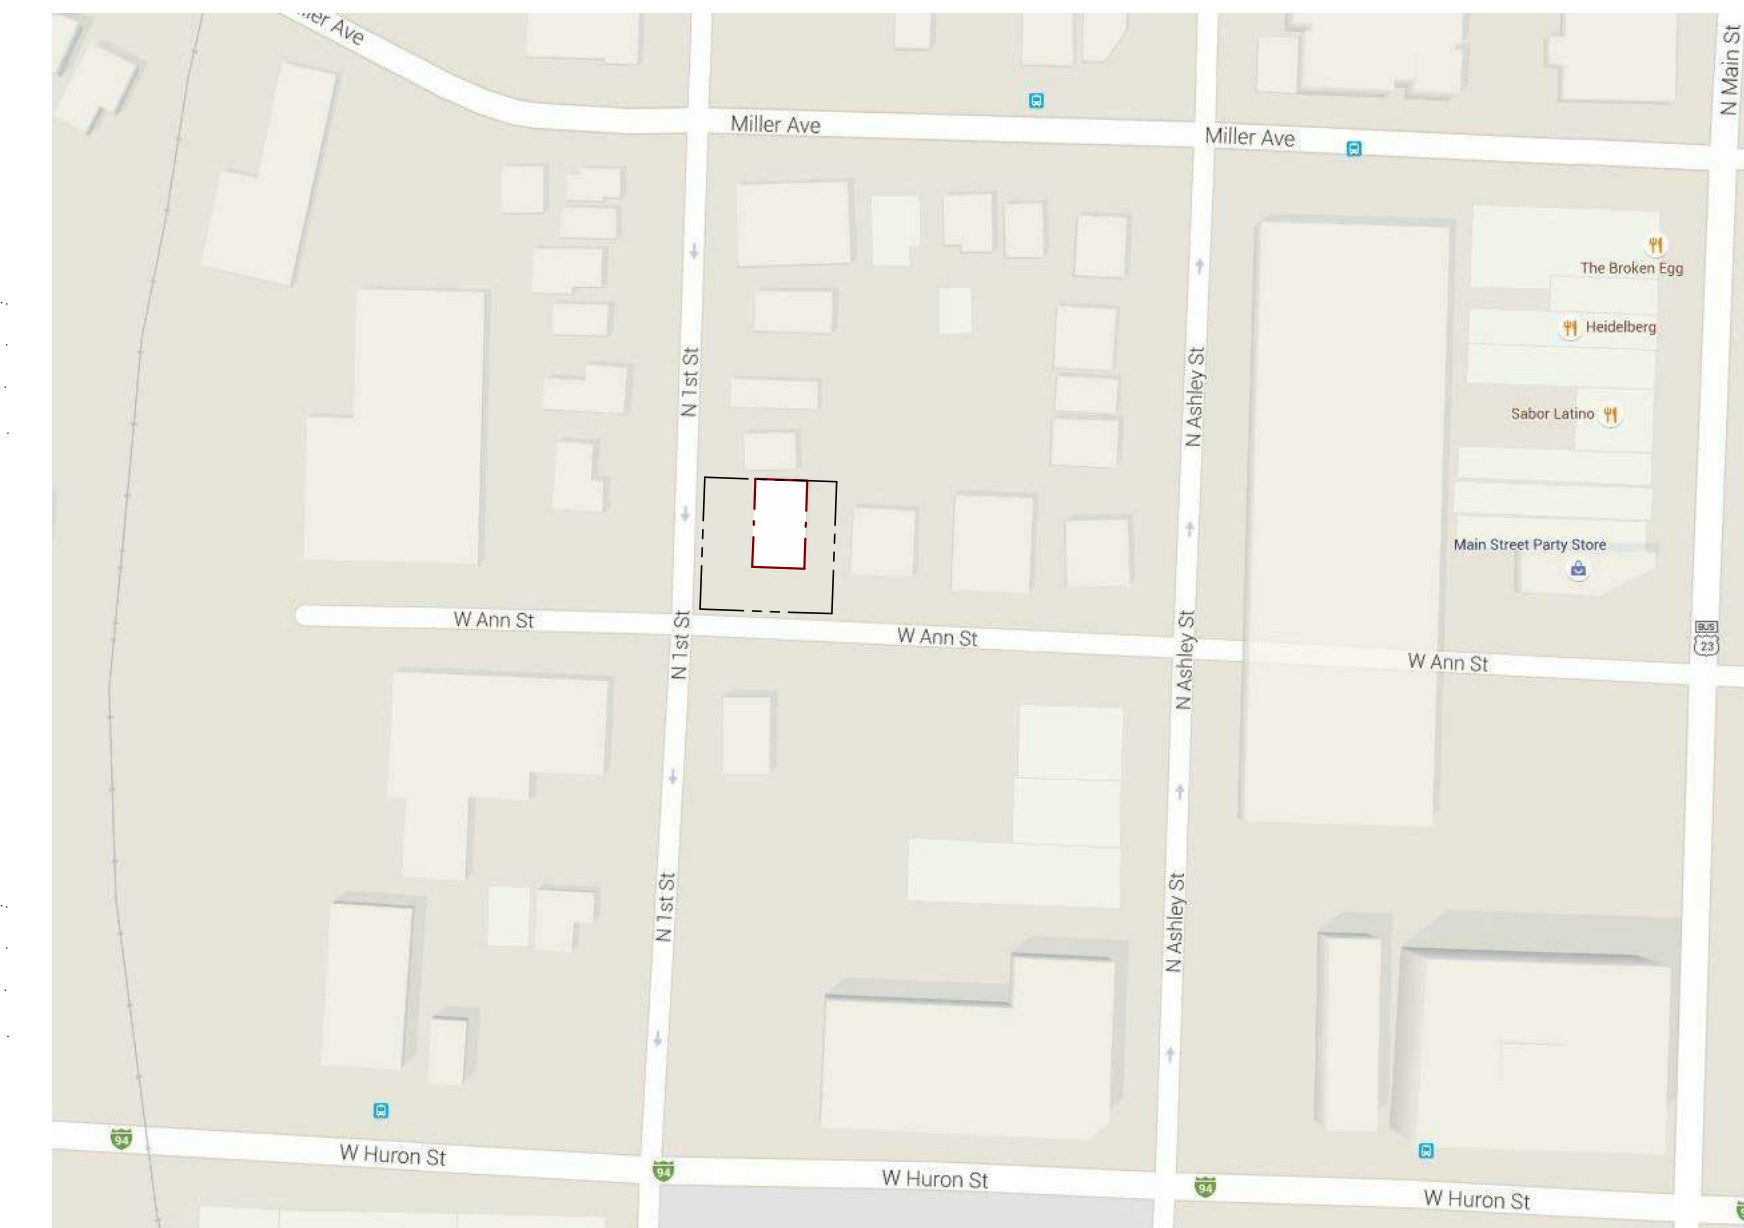 ller Ave
N Main St
Miller Ave
Miller Ave
The Broken Egg
Heidelberg
N 1st St
N Ashley St
Sabor Latino
Main Street Party Store
W Ann St
N 1st St
W Ann St
N Ashley St
BUS
23
W Ann St
N 1st St
N Ashley St
94
W Huron St
94
W Huron St
94
W Huron St